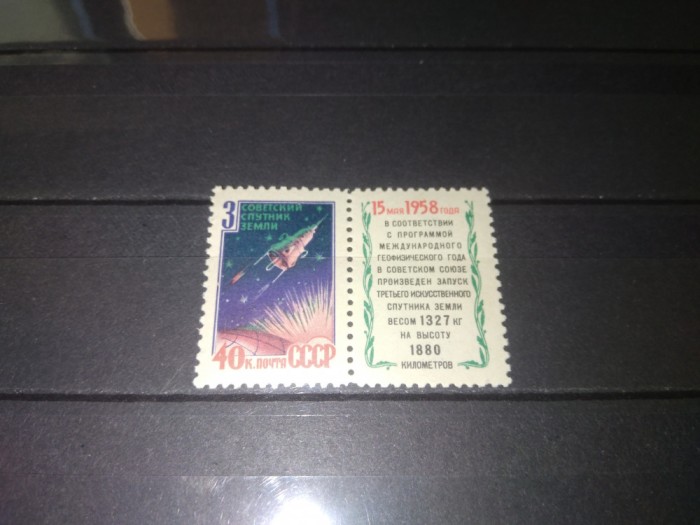 3 СОВЕТСКИЙ
СПУТНИК
ЗЕМЛИ
40 К. ПОЧТА СССР
15 МАЯ 1958 ГОДА
В СООТВЕТСТВИИ
С ПРОГРАММОЙ
МЕЖДУНАРОДНОГО
ГЕОФИЗИЧЕСКОГО ГОДА
В СОВЕТСКОМ СОЮЗЕ
ПРОИЗВЕДЕН ЗАПУСК
ТРЕТЬЕГО ИСКУССТВЕННОГО
СПУТНИКА ЗЕМЛИ
ВЕСОМ 1327 КГ
НА ВЫСОТУ
1880
КИЛОМЕТРОВ